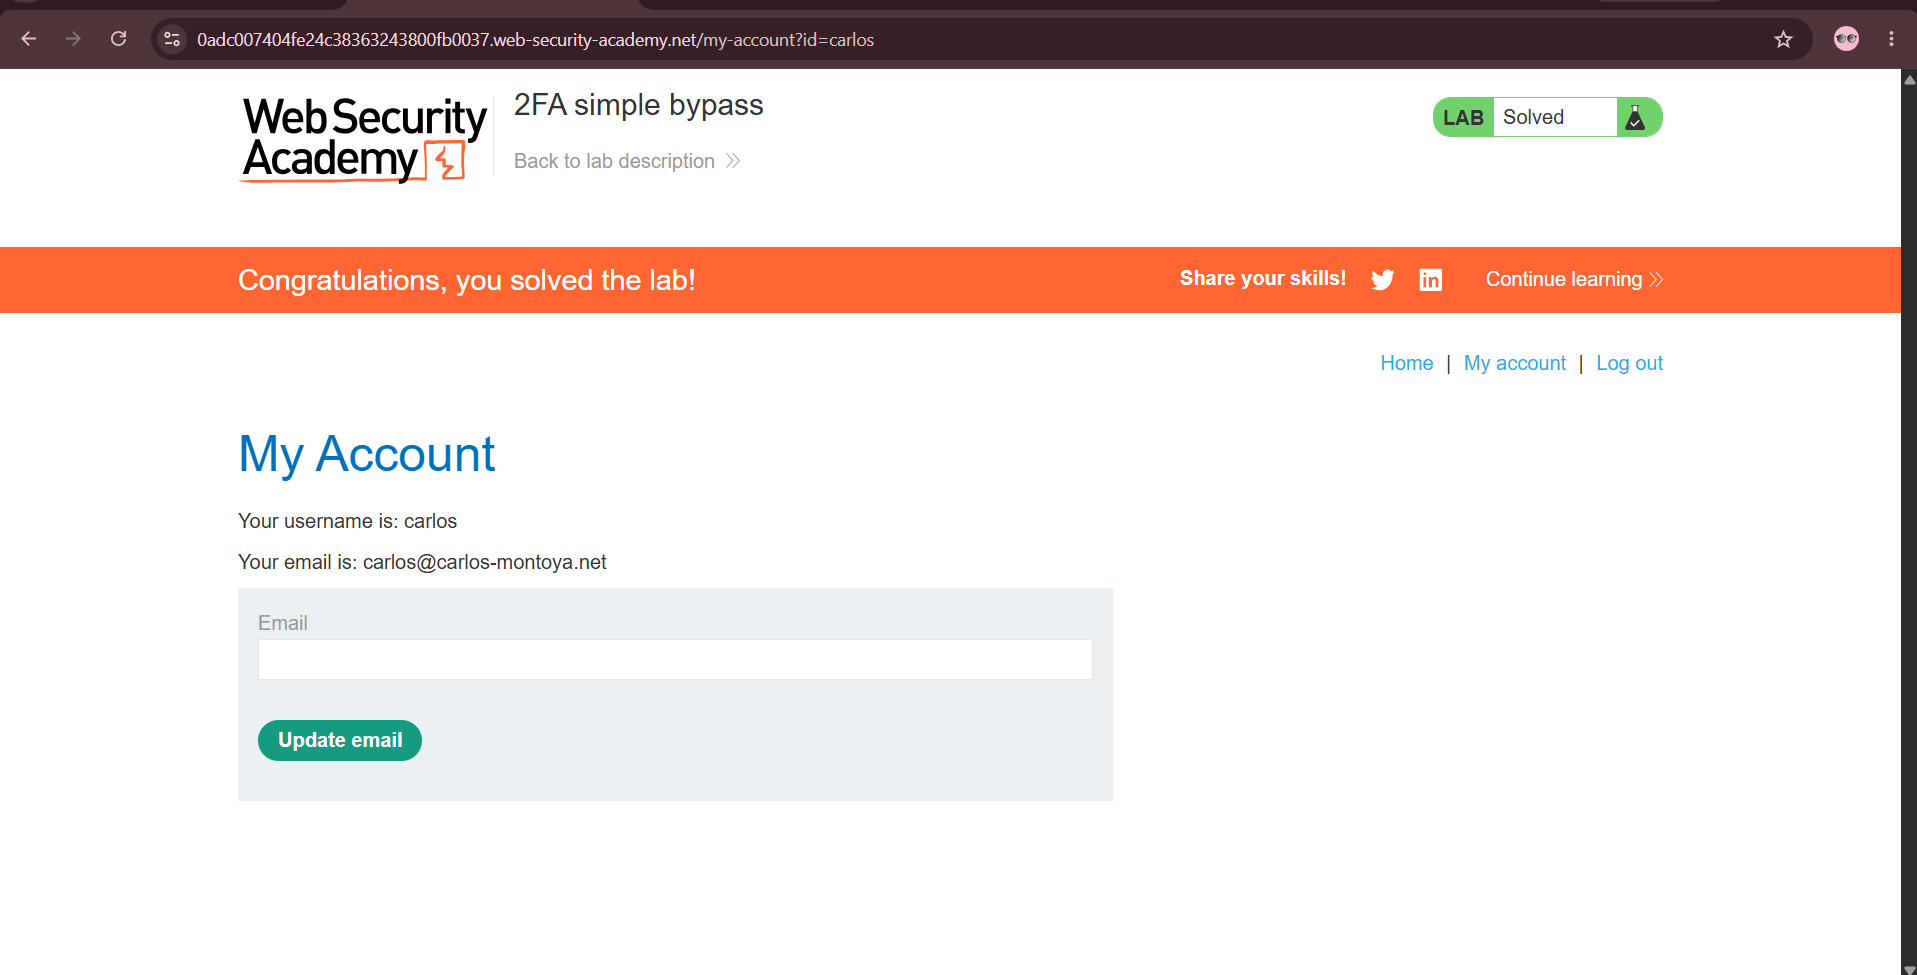 0adc007404fe24c38363243800fb0037.web-security-academy.net/my-account?id=carlos
Web Security
Academy
2FA simple bypass
Back to lab description
LAB Solved
Congratulations, you solved the lab!
Share your skills!
Continue learning
Home | My account | Log out
My Account
Your username is: carlos
Your email is: carlos@carlos-montoya.net
Email
Update email